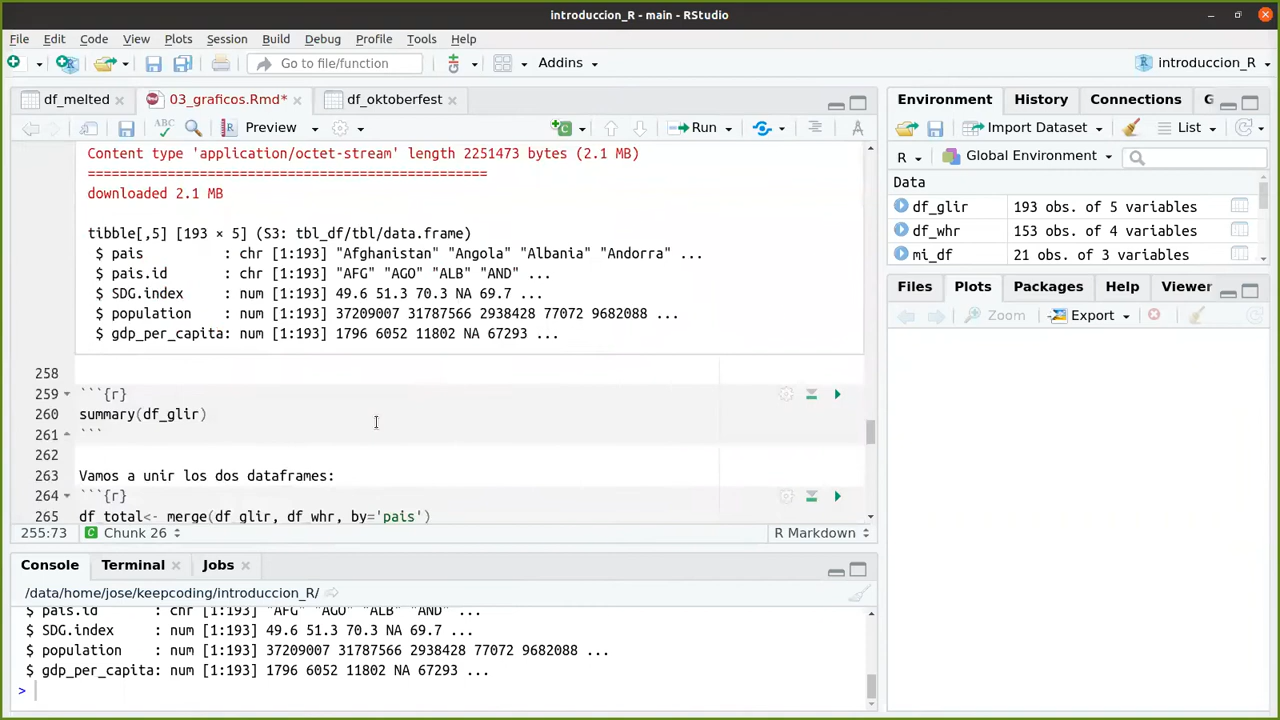 introduccion_R - main - RStudio
File Edit Code View Plots Session Build Debug Profile Tools Help
Go to file/function Addins introduccion_R
df_melted 03_graficos.Rmd* df_oktoberfest
ABC Preview Run
Content type 'application/octet-stream' length 2251473 bytes (2.1 MB)
==================================================
downloaded 2.1 MB
tibble[,5] [193 × 5] (S3: tbl_df/tbl/data.frame)
$ pais : chr [1:193] "Afghanistan" "Angola" "Albania" "Andorra" ...
$ pais.id : chr [1:193] "AFG" "AGO" "ALB" "AND" ...
$ SDG.index : num [1:193] 49.6 51.3 70.3 NA 69.7 ...
$ population : num [1:193] 37209007 31787566 2938428 77072 9682088 ...
$ gdp_per_capita: num [1:193] 1796 6052 11802 NA 67293 ...
258
259 ```{r}
260 summary(df_glir)
261 ```
262
263 Vamos a unir los dos dataframes:
264 ```{r}
265 df_total<- merge(df_glir, df_whr, by='pais')
255:73 Chunk 26 R Markdown
Console Terminal Jobs
/data/home/jose/keepcoding/introduccion_R/
$ pais.id : chr [1:193] "AFG" "AGO" "ALB" "AND" ...
$ SDG.index : num [1:193] 49.6 51.3 70.3 NA 69.7 ...
$ population : num [1:193] 37209007 31787566 2938428 77072 9682088 ...
$ gdp_per_capita: num [1:193] 1796 6052 11802 NA 67293 ...
>
Environment History Connections G
Import Dataset List
R Global Environment
Data
df_glir 193 obs. of 5 variables
df_whr 153 obs. of 4 variables
mi_df 21 obs. of 3 variables
Files Plots Packages Help Viewer
Zoom Export